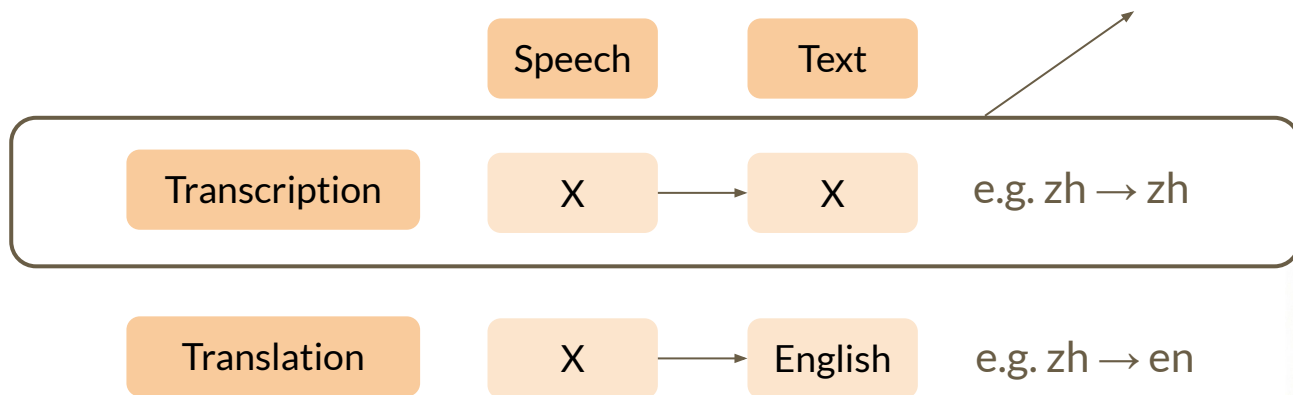 Speech Text
Transcription X X e.g. zh → zh
Translation X English e.g. zh → en